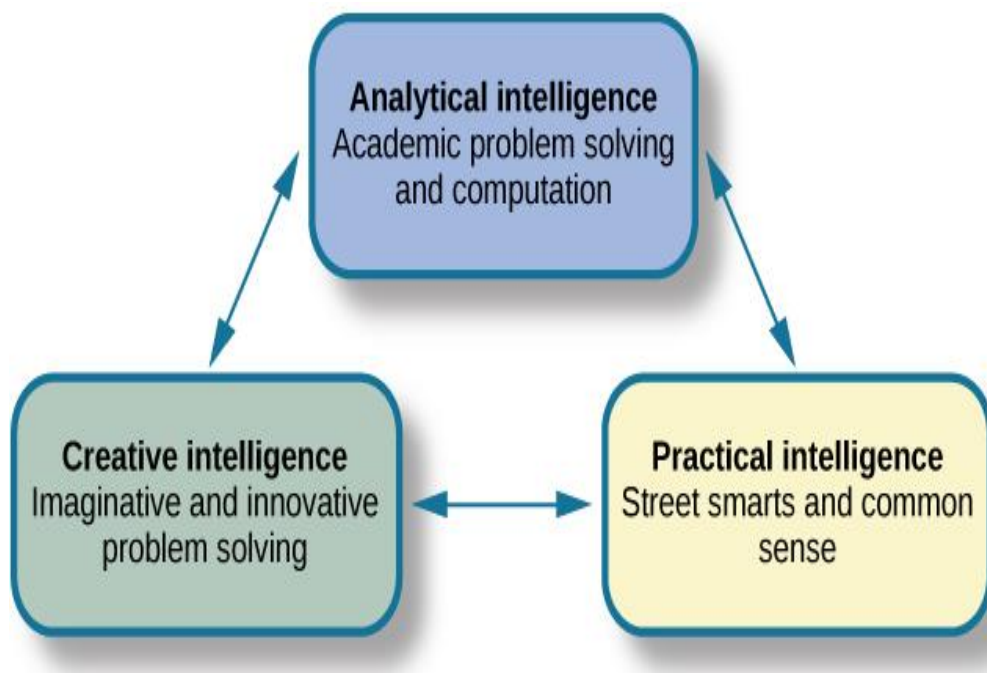 Analytical intelligence
Academic problem solving
and computation
Creative intelligence
Imaginative and innovative
problem solving
Practical intelligence
Street smarts and common
sense